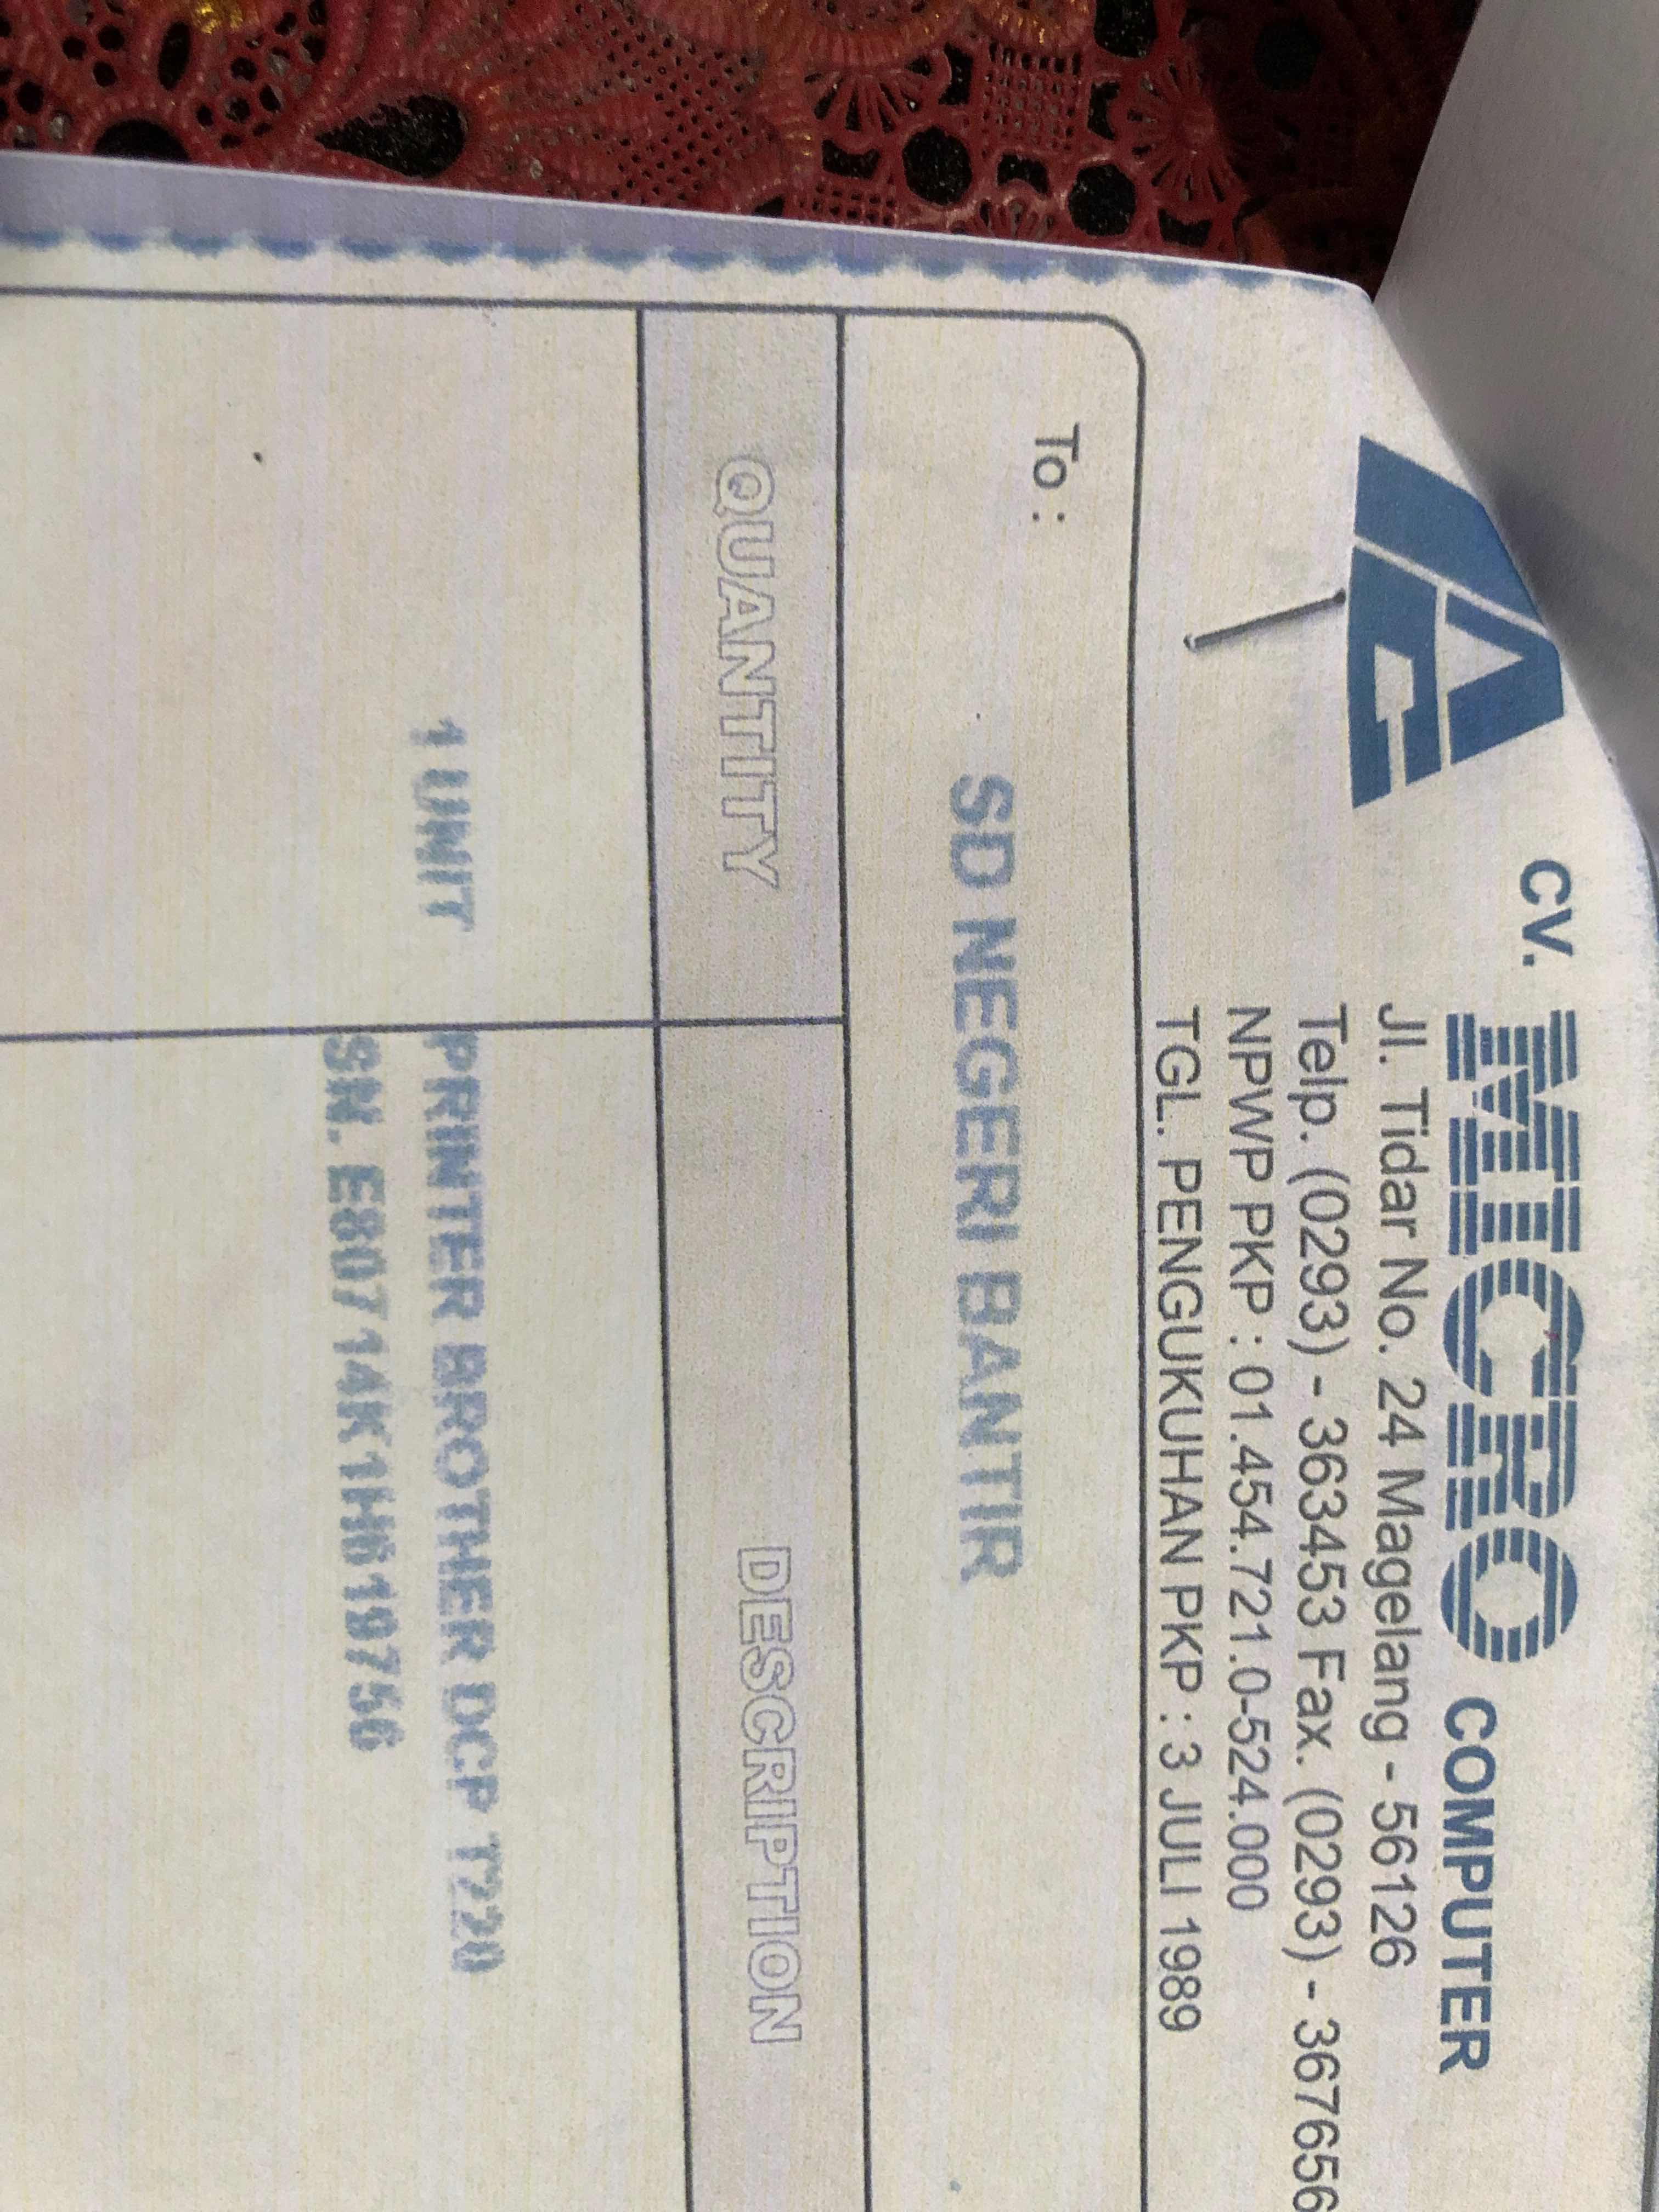 CV. MICRO COMPUTER
Jl. Tidar No. 24 Magelang - 56126
Telp. (0293) - 363453 Fax. (0293) - 367656
NPWP PKP : 01.454.721.0-524.000
TGL. PENGUKUHAN PKP : 3 JULI 1989
To :
SD NEGERI BANTIR
QUANTITY DESCRIPTION
1 UNIT PRINTER BROTHER DCP T720
SN. E80714K1HH619756